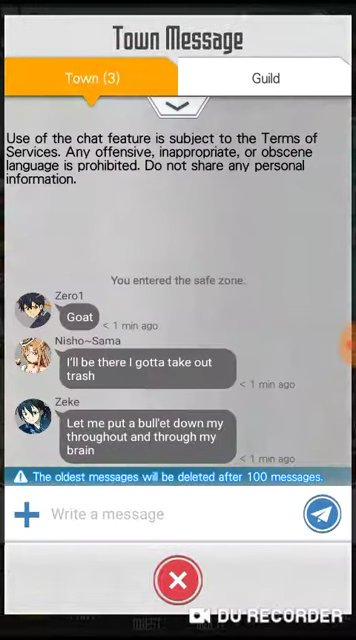 Town Message
Town (3)
Guild
Use of the chat feature is subject to the Terms of
Services. Any offensive, inappropriate, or obscene
language is prohibited. Do not share any personal
information.
You entered the safe zone.
Zero1
Goat
< 1 min ago
Nisho~Sama
I'll be there I gotta take out
trash
< 1 min ago
Zeke
Let me put a bull'et down my
throughout and through my
brain
< 1 min ago
The oldest messages will be deleted after 100 messages.
Write a message
DU RECORDER